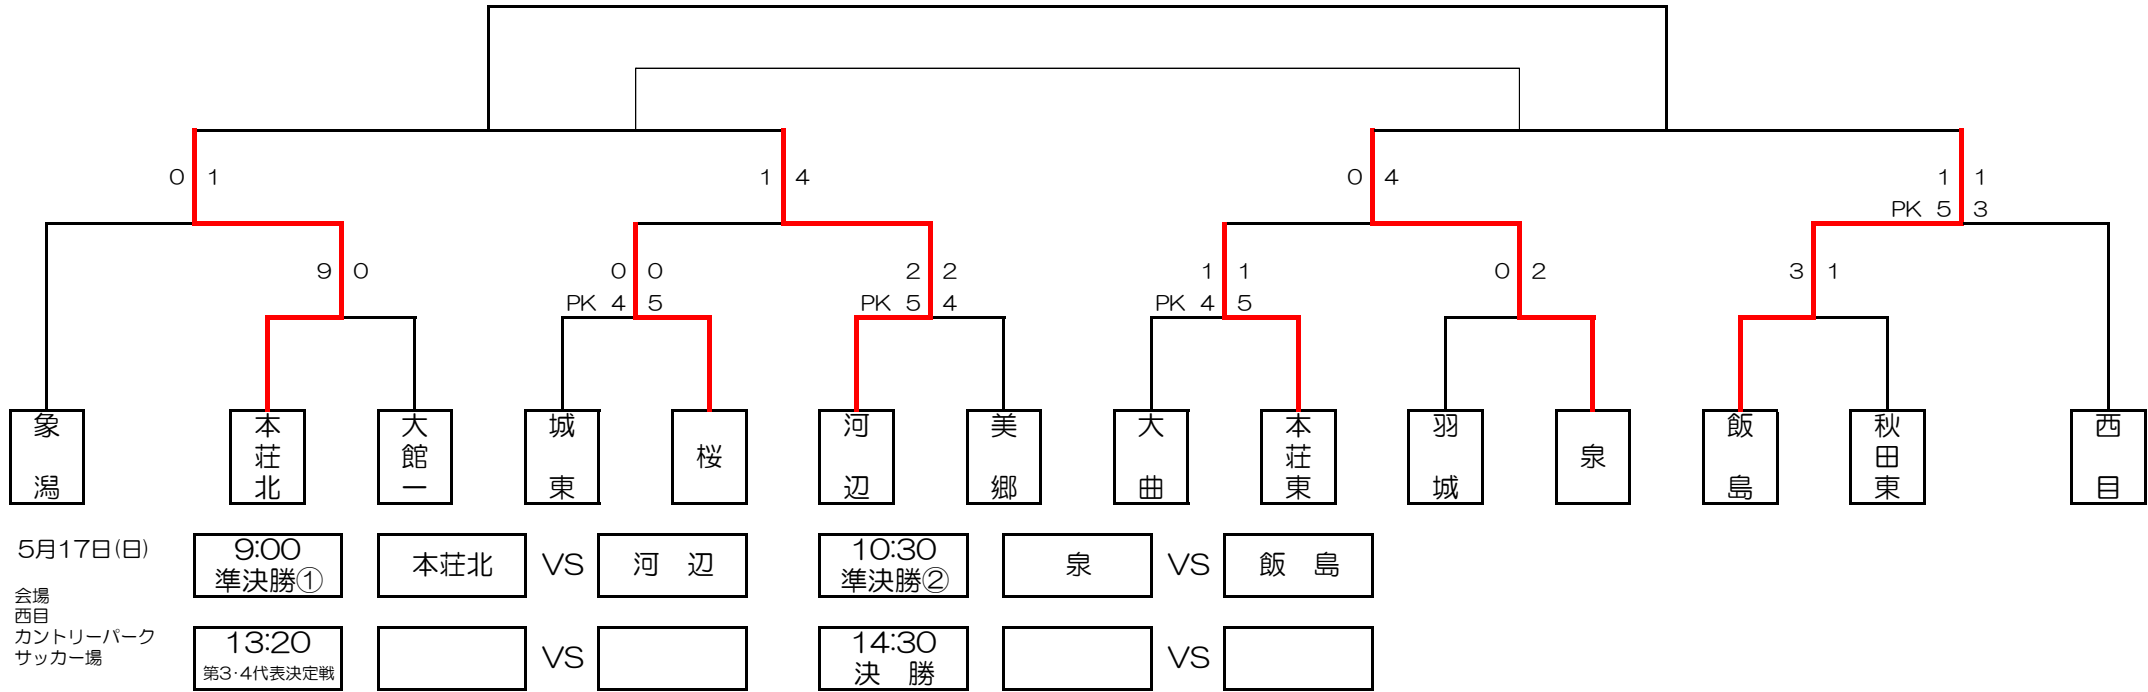 0 1 1 4 0 4 1 1
PK 5 3
9 0 0 0 2 2 1 1 0 2 3 1
PK 4 5 PK 5 4 PK 4 5
象潟
本荘北
大館一
城東
桜
河辺
美郷
大曲
本荘東
羽城
泉
飯島
秋田東
西目
5月17日(日)
会場
西目
カントリーパーク
サッカー場
9:00
準決勝①
本荘北 VS 河 辺
10:30
準決勝②
泉 VS 飯 島
13:20
第3・4代表決定戦
VS
14:30
決 勝
VS